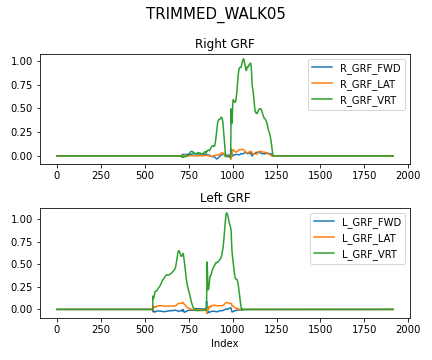 TRIMMED_WALK05
Right GRF
1.00
0.75
0.50
0.25
0.00
R_GRF_FWD
R_GRF_LAT
R_GRF_VRT
0 250 500 750 1000 1250 1500 1750 2000
Left GRF
1.00
0.75
0.50
0.25
0.00
L_GRF_FWD
L_GRF_LAT
L_GRF_VRT
0 250 500 750 1000 1250 1500 1750 2000
Index